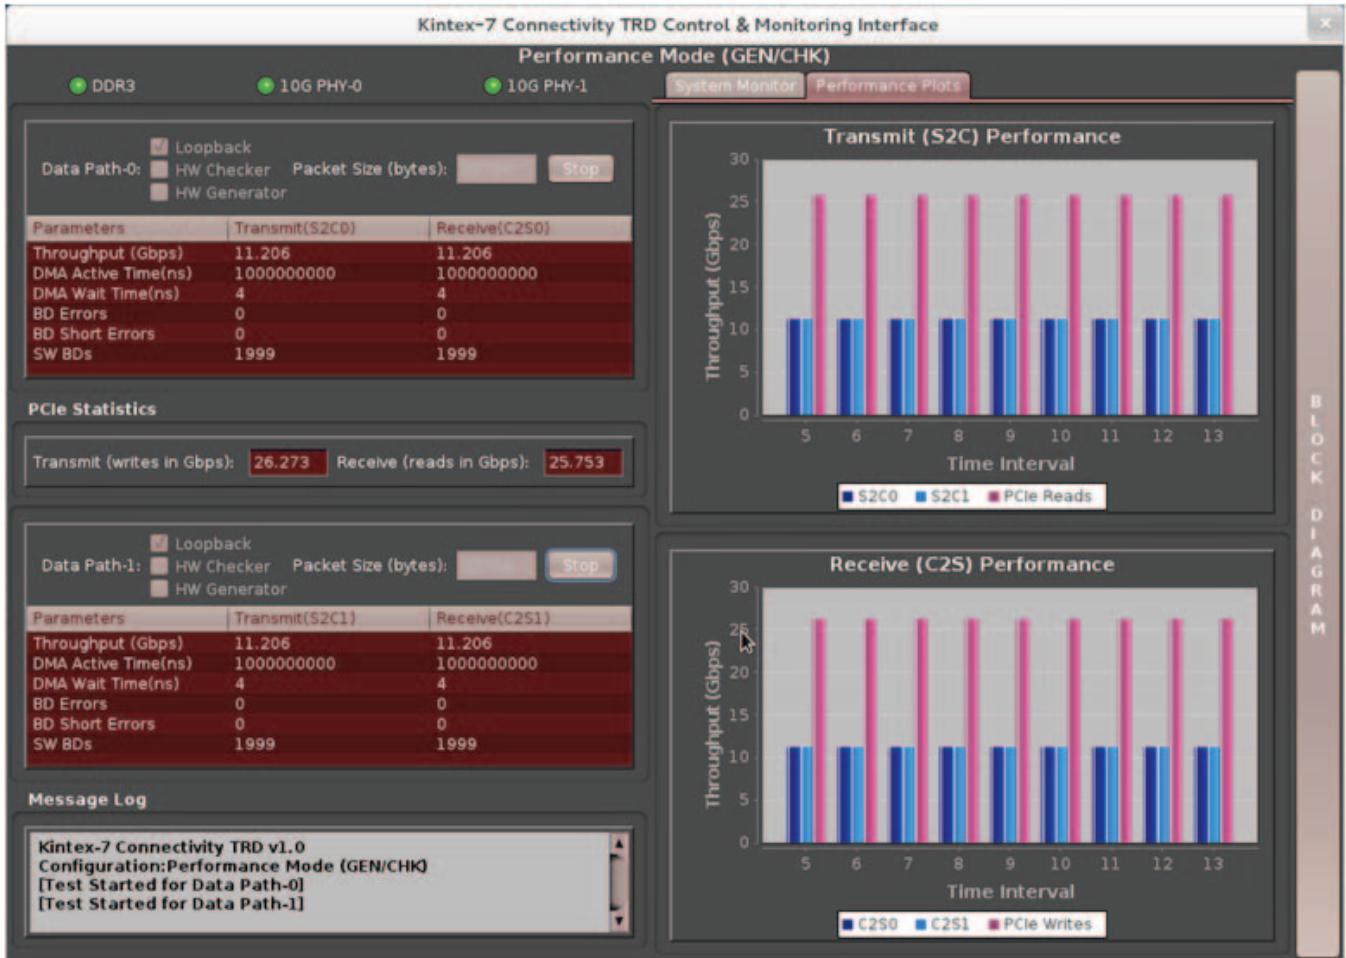 Kintex-7 Connectivity TRD Control & Monitoring Interface
x
Performance Mode (GEN/CHK)
DDR3 10G PHY-0 10G PHY-1
System Monitor Performance Plots
Data Path-0:
Loopback
HW Checker
HW Generator
Packet Size (bytes):
Stop
Parameters Transmit(S2C0) Receive(C2S0)
Throughput (Gbps) 11.206 11.206
DMA Active Time(ns) 1000000000 1000000000
DMA Wait Time(ns) 4 4
BD Errors 0 0
BD Short Errors 0 0
SW BDs 1999 1999
PCIe Statistics
Transmit (writes in Gbps): 26.273 Receive (reads in Gbps): 25.753
Data Path-1:
Loopback
HW Checker
HW Generator
Packet Size (bytes):
Stop
Parameters Transmit(S2C1) Receive(C2S1)
Throughput (Gbps) 11.206 11.206
DMA Active Time(ns) 1000000000 1000000000
DMA Wait Time(ns) 4 4
BD Errors 0 0
BD Short Errors 0 0
SW BDs 1999 1999
Message Log
Kintex-7 Connectivity TRD v1.0
Configuration:Performance Mode (GEN/CHK)
[Test Started for Data Path-0]
[Test Started for Data Path-1]
Transmit (S2C) Performance
Throughput (Gbps)
30
25
20
15
10
5
0
5 6 7 8 9 10 11 12 13
Time Interval
S2C0 S2C1 PCIe Reads
Receive (C2S) Performance
Throughput (Gbps)
30
25
20
15
10
5
0
5 6 7 8 9 10 11 12 13
Time Interval
C2S0 C2S1 PCIe Writes
BLOCK DIAGRAM